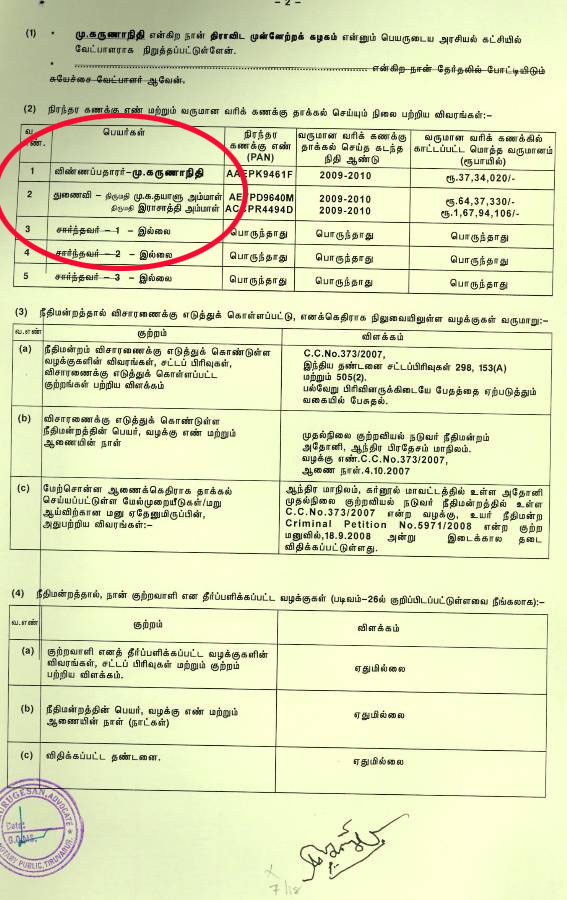 – 2 –
(1) * மு.கருணாநிதி என்கிற நான் திராவிட முன்னேற்றக் கழகம் என்னும் பெயருடைய அரசியல் கட்சியில்
வேட்பாளராக நிறுத்தப்பட்டுள்ளேன்.
* என்கிற நான் தேர்தலில் போட்டியிடும்
சுயேச்சை வேட்பாளர் ஆவேன்.
(2) நிரந்தர கணக்கு எண் மற்றும் வருமான வரிக் கணக்கு தாக்கல் செய்யும் நிலை பற்றிய விவரங்கள்:–
வ. எண். பெயர்கள் நிரந்தர கணக்கு எண் (PAN) வருமான வரிக் கணக்கு தாக்கல் செய்த கடந்த நிதி ஆண்டு வருமான வரிக் கணக்கில் காட்டப்பட்ட மொத்த வருமானம் (ரூபாயில்)
1 விண்ணப்பதாரர்–மு.கருணாநிதி AAEPK9461F 2009-2010 ரூ.37,34,020/-
2 துணைவி – திருமதி மு.க.தயாளு அம்மாள் PD9640M 2009-2010 ரூ.64,37,330/-
திருமதி இராசாத்தி அம்மாள் PR4494D 2009-2010 ரூ.1,67,94,106/-
3 சார்ந்தவர் – 1 – இல்லை பொருந்தாது பொருந்தாது பொருந்தாது
4 சார்ந்தவர் – 2 – இல்லை பொருந்தாது பொருந்தாது பொருந்தாது
5 சார்ந்தவர் – 3 – இல்லை பொருந்தாது பொருந்தாது பொருந்தாது
(3) நீதிமன்றத்தால் விசாரணைக்கு எடுத்துக் கொள்ளப்பட்டு, எனக்கெதிராக நிலுவையிலுள்ள வழக்குகள் வருமாறு:–
வ.எண் குற்றம் விளக்கம்
(a) நீதிமன்றம் விசாரணைக்கு எடுத்துக் கொண்டுள்ள
வழக்குகளின் விவரங்கள், சட்டப் பிரிவுகள்,
விசாரணைக்கு எடுத்துக் கொள்ளப்பட்ட
குற்றங்கள் பற்றிய விளக்கம்
C.C.No.373/2007,
இந்திய தண்டனை சட்டப்பிரிவுகள் 298, 153(A)
மற்றும் 505(2).
பல்வேறு பிரிவினருக்கிடையே பேதத்தை ஏற்படுத்தும்
வகையில் பேசுதல்.
(b) விசாரணைக்கு எடுத்துக் கொண்டுள்ள
நீதிமன்றத்தின் பெயர், வழக்கு எண் மற்றும்
ஆணையின் நாள்
முதல்நிலை குற்றவியல் நடுவர் நீதிமன்றம்
அதோனி, ஆந்திர பிரதேசம் மாநிலம்.
வழக்கு எண்.C.C.No.373/2007,
ஆணை நாள்.4.10.2007
(c) மேற்சொன்ன ஆணைக்கெதிராக தாக்கல்
செய்யப்பட்டுள்ள மேல்முறையீடுகள்/மறு
ஆய்விற்கான மனு ஏதேனுமிருப்பின்,
அதுபற்றிய விவரங்கள்:–
ஆந்திர மாநிலம், கர்னூல் மாவட்டத்தில் உள்ள அதோனி
முதல்நிலை குற்றவியல் நடுவர் நீதிமன்றத்தில் உள்ள
C.C.No.373/2007 என்ற வழக்கு, உயர் நீதிமன்ற
Criminal Petition No.5971/2008 என்ற குற்ற
மனுவில்,18.9.2008 அன்று இடைக்கால தடை
விதிக்கப்பட்டுள்ளது.
(4) நீதிமன்றத்தால், நான் குற்றவாளி என தீர்ப்பளிக்கப்பட்ட வழக்குகள் (படிவம்–26ல் குறிப்பிடப்பட்டுள்ளவை நீங்கலாக):–
வ.எண் குற்றம் விளக்கம்
(a) குற்றவாளி எனத் தீர்ப்பளிக்கப்பட்ட வழக்குகளின்
விவரங்கள், சட்டப் பிரிவுகள் மற்றும் குற்றம்
பற்றிய விளக்கம்.
ஏதுமில்லை
(b) நீதிமன்றத்தின் பெயர், வழக்கு எண் மற்றும்
ஆணையின் நாள் (நாட்கள்)
ஏதுமில்லை
(c) விதிக்கப்பட்ட தண்டனை. ஏதுமில்லை
URUGESAN, ADVOCATE
Date:
NOTARY PUBLIC, TIRUVARUR
7/18